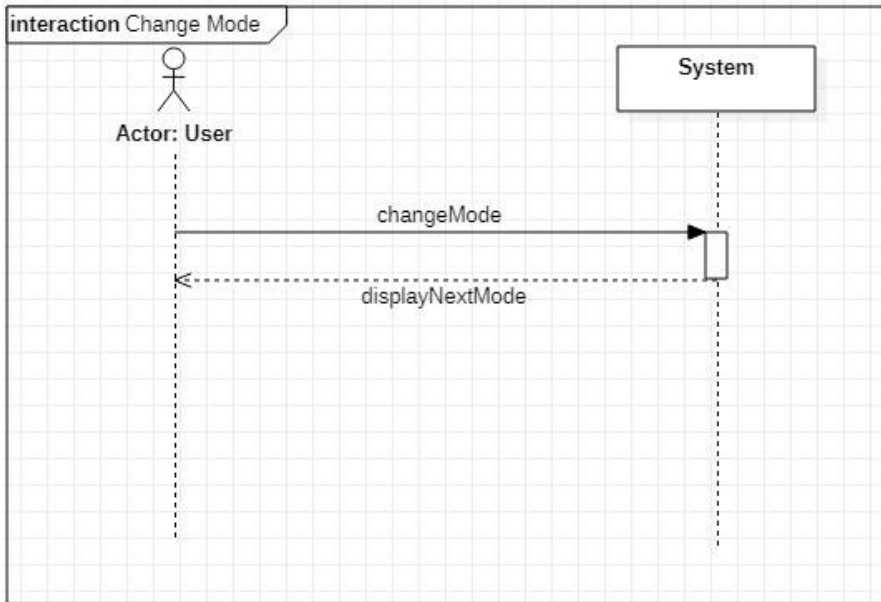 interaction Change Mode
System
Actor: User
changeMode
displayNextMode